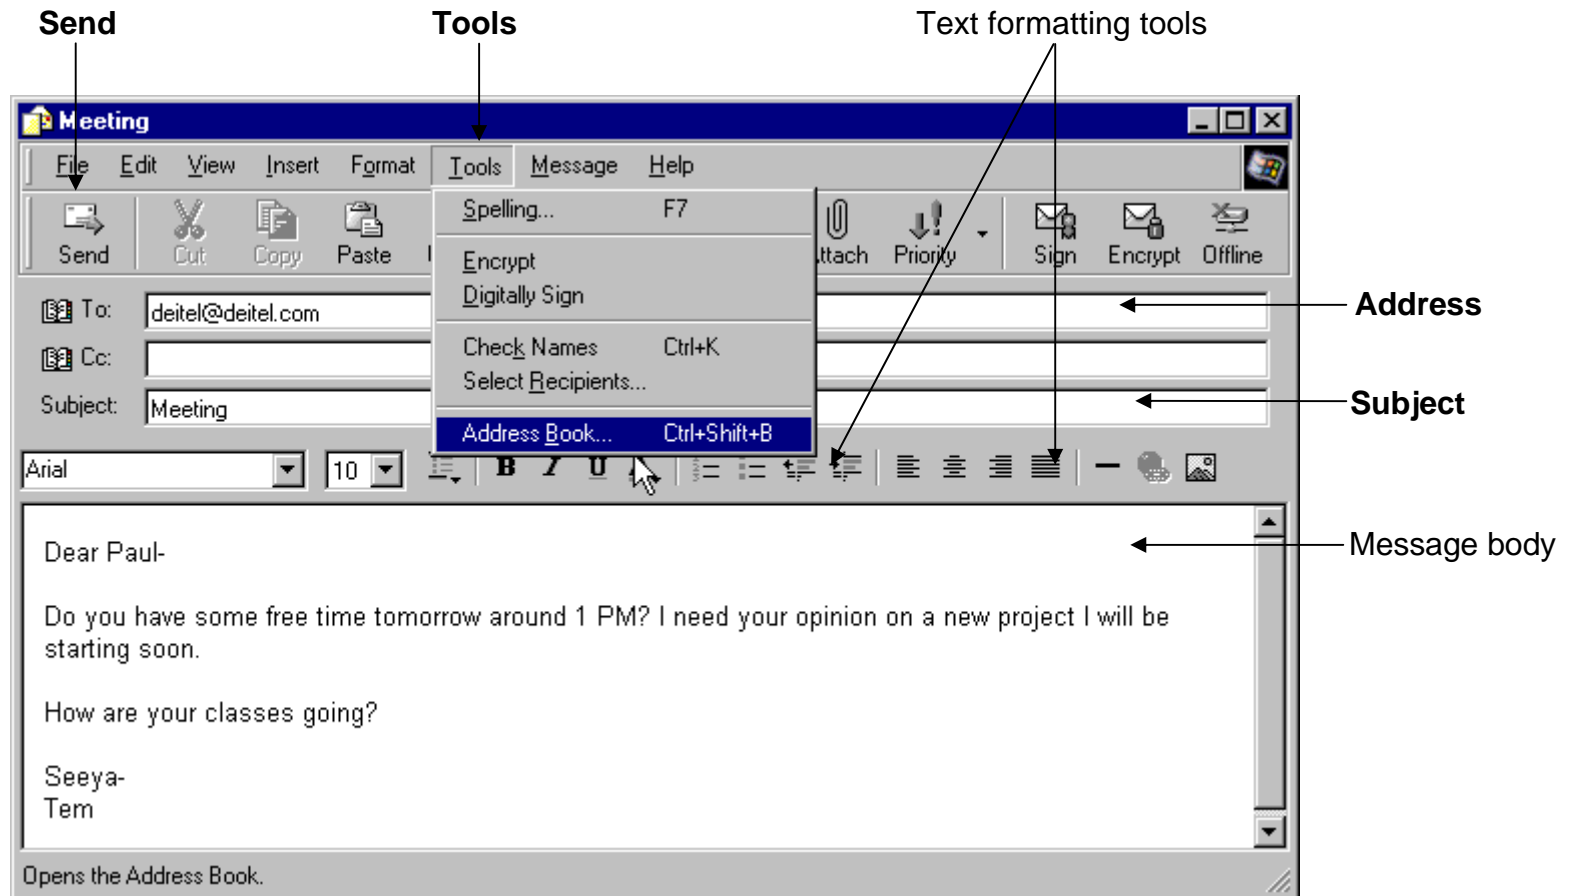 Send Tools Text formatting tools
Meeting
File Edit View Insert Format Tools Message Help
Send Cut Copy Paste Priority Sign Encrypt Offline
Spelling... F7
Encrypt
Digitally Sign
Check Names Ctrl+K
Select Recipients...
Address Book... Ctrl+Shift+B
To: deitel@deitel.com
Address
Cc:
Subject: Meeting
Subject
Arial 10 B I U
Message body
Dear Paul-
Do you have some free time tomorrow around 1 PM? I need your opinion on a new project I will be
starting soon.
How are your classes going?
Seeya-
Tem
Opens the Address Book.